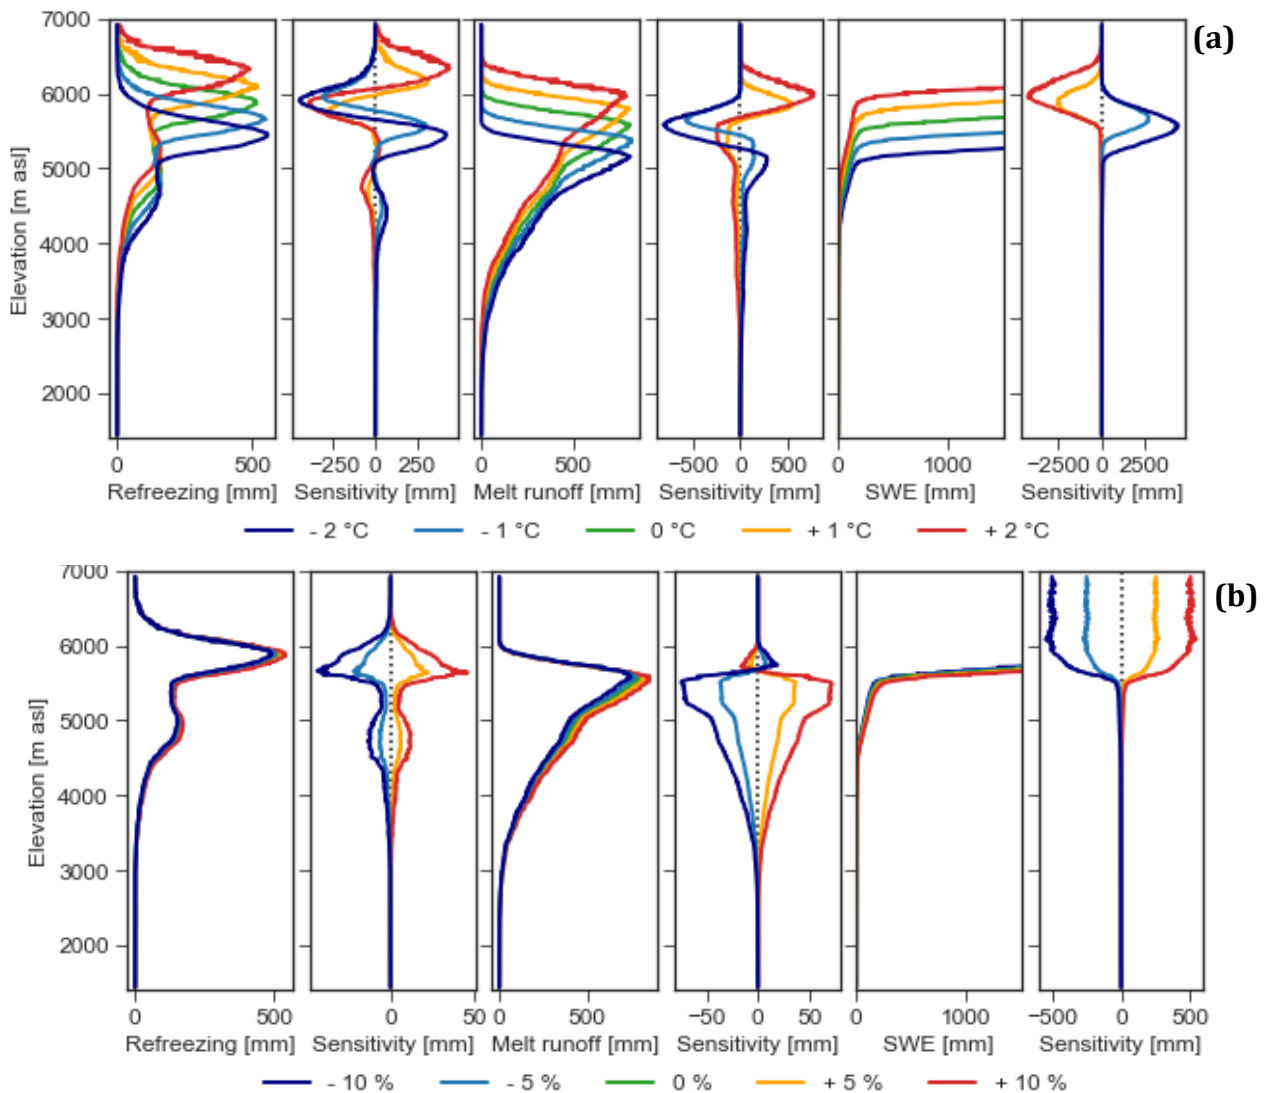 (a)
7000
6000
5000
4000
3000
2000
Elevation [m asl]
0 500 −250 0 250 0 500 −500 0 500 0 1000 −2500 0 2500
Refreezing [mm] Sensitivity [mm] Melt runoff [mm] Sensitivity [mm] SWE [mm] Sensitivity [mm]
- 2 °C - 1 °C 0 °C + 1 °C + 2 °C
(b)
7000
6000
5000
4000
3000
2000
Elevation [m asl]
0 500 0 50 0 500 −50 0 50 0 1000 −500 0 500
Refreezing [mm] Sensitivity [mm] Melt runoff [mm] Sensitivity [mm] SWE [mm] Sensitivity [mm]
- 10 % - 5 % 0 % + 5 % + 10 %